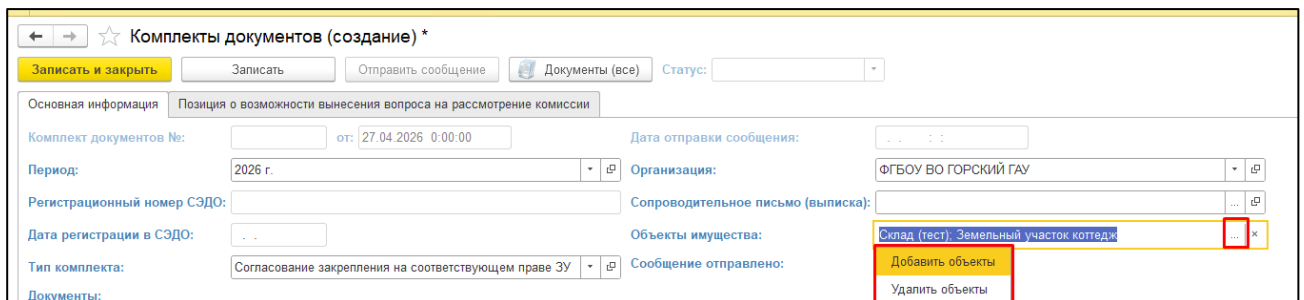 Комплекты документов (создание) *
Записать и закрыть Записать Отправить сообщение Документы (все) Статус:
Основная информация Позиция о возможности вынесения вопроса на рассмотрение комиссии
Комплект документов №: от: 27.04.2026 0:00:00 Дата отправки сообщения: . . : :
Период: 2026 г. Организация: ФГБОУ ВО ГОРСКИЙ ГАУ
Регистрационный номер СЭДО: Сопроводительное письмо (выписка): ...
Дата регистрации в СЭДО: . . Объекты имущества: Склад (тест); Земельный участок коттедж ... ×
Тип комплекта: Согласование закрепления на соответствующем праве ЗУ Сообщение отправлено: Добавить объекты
Документы: Удалить объекты